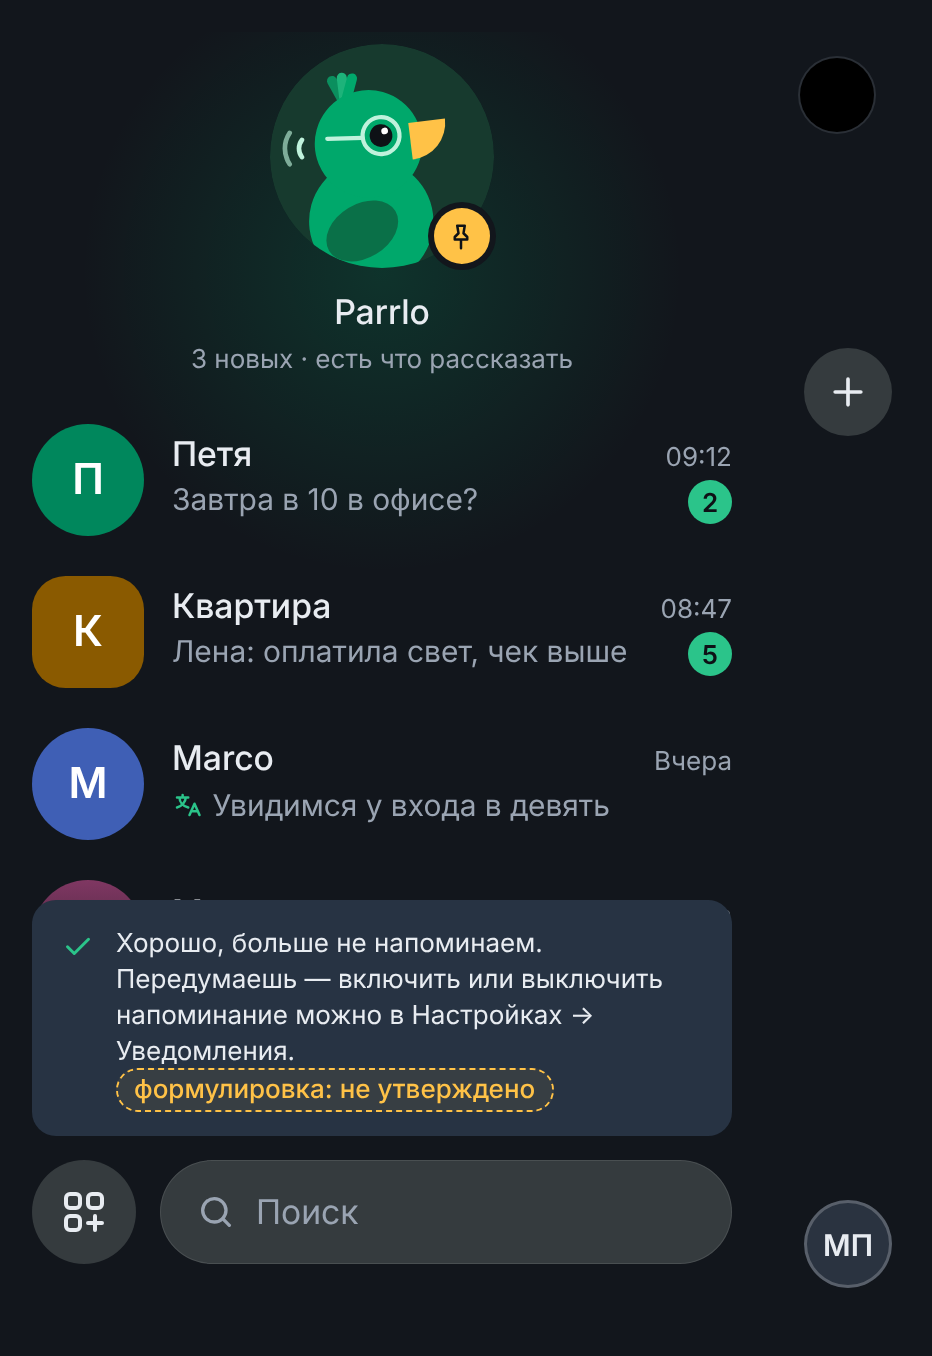 Parrlo
3 новых · есть что рассказать
П
Петя
09:12
Завтра в 10 в офисе?
2
К
Квартира
08:47
Лена: оплатила свет, чек выше
5
M
Marco
Вчера
Увидимся у входа в девять
Хорошо, больше не напоминаем.
Передумаешь — включить или выключить
напоминание можно в Настройках →
Уведомления.
формулировка: не утверждено
Поиск
МП